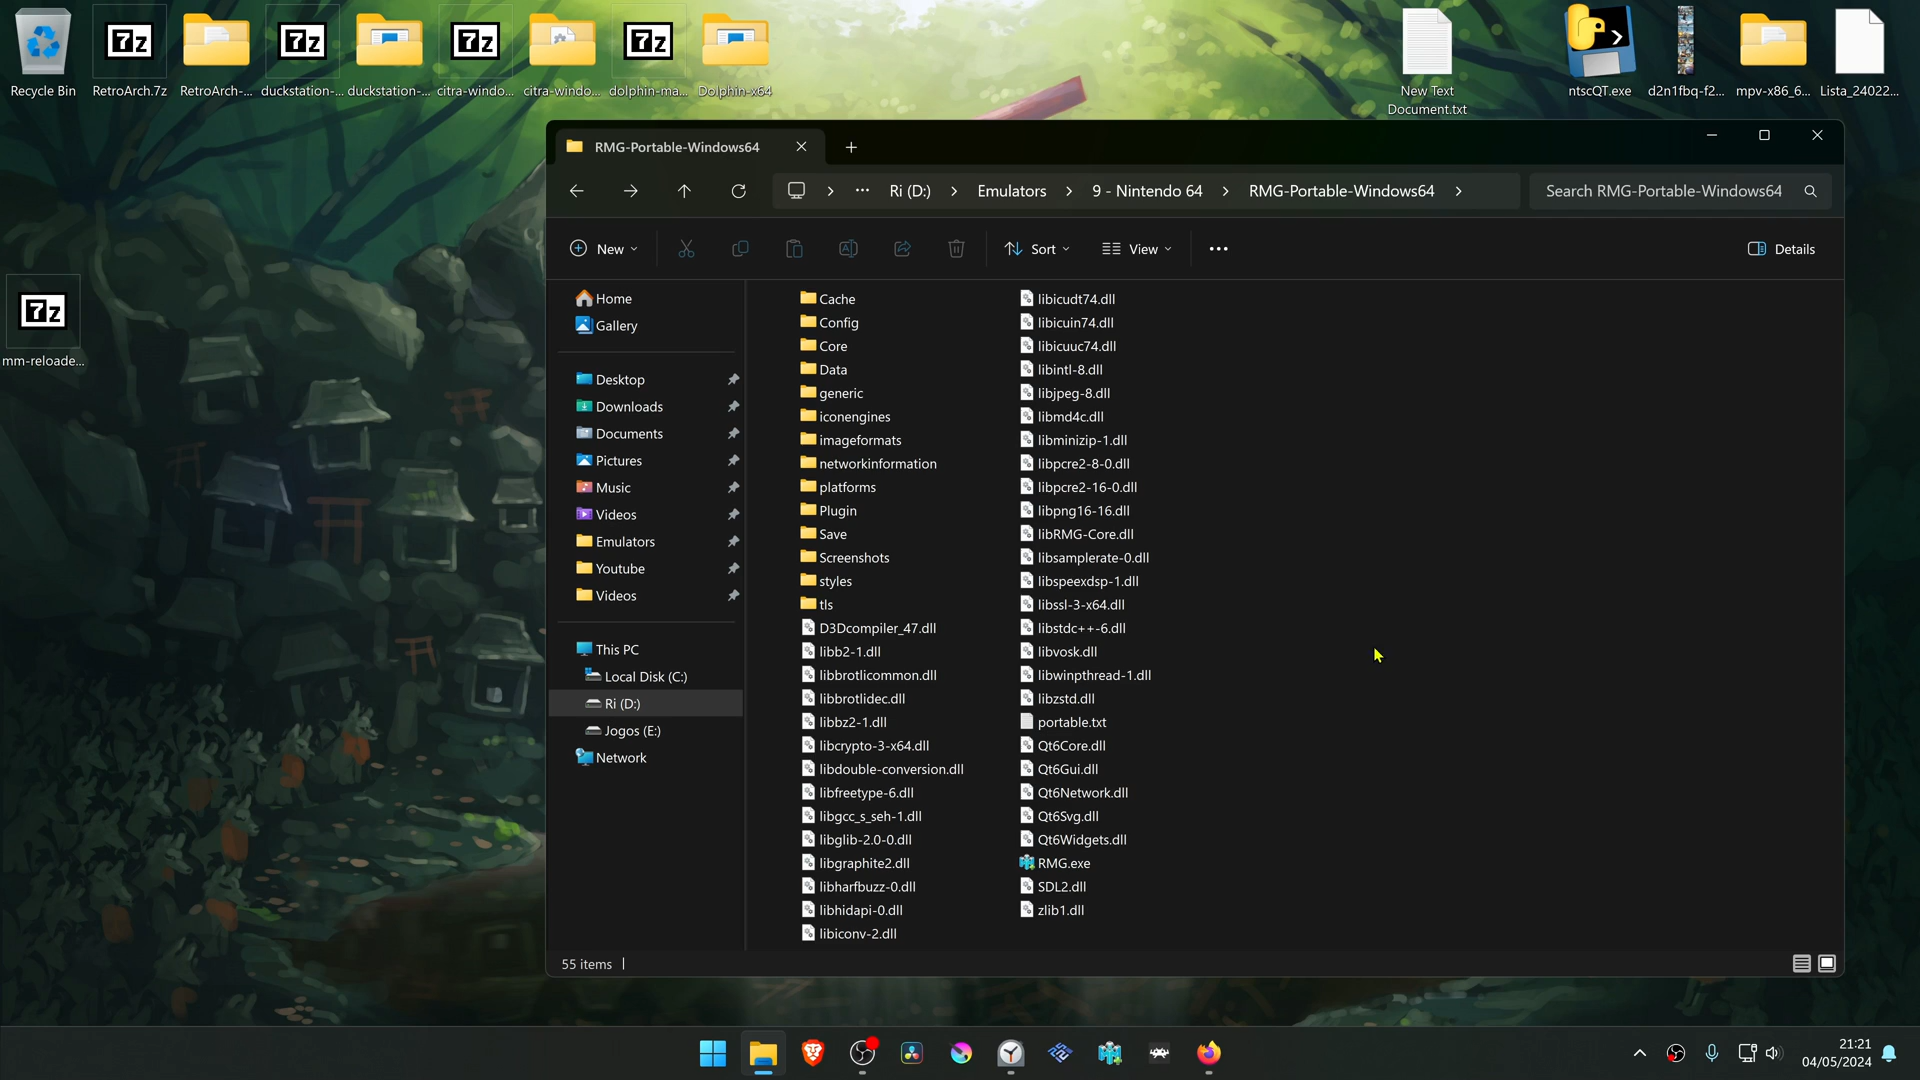 Recycle Bin
RetroArch.7z
RetroArch-...
duckstation-...
duckstation-...
citra-windo...
citra-windo...
dolphin-ma...
Dolphin-x64
New Text
Document.txt
ntscQT.exe
d2n1fbq-f2...
mpv-x86_6...
Lista_24022...
7z
7z
7z
7z
7z
mm-reloade...
RMG-Portable-Windows64
Ri (D:)
Emulators
9 - Nintendo 64
RMG-Portable-Windows64
Search RMG-Portable-Windows64
New
Sort
View
Details
Home
Gallery
Desktop
Downloads
Documents
Pictures
Music
Videos
Emulators
Youtube
Videos
This PC
Local Disk (C:)
Ri (D:)
Jogos (E:)
Network
Cache
Config
Core
Data
generic
iconengines
imageformats
networkinformation
platforms
Plugin
Save
Screenshots
styles
tls
D3Dcompiler_47.dll
libb2-1.dll
libbrotlicommon.dll
libbrotlidec.dll
libbz2-1.dll
libcrypto-3-x64.dll
libdouble-conversion.dll
libfreetype-6.dll
libgcc_s_seh-1.dll
libglib-2.0-0.dll
libgraphite2.dll
libharfbuzz-0.dll
libhidapi-0.dll
libiconv-2.dll
libicudt74.dll
libicuin74.dll
libicuuc74.dll
libintl-8.dll
libjpeg-8.dll
libmd4c.dll
libminizip-1.dll
libpcre2-8-0.dll
libpcre2-16-0.dll
libpng16-16.dll
libRMG-Core.dll
libsamplerate-0.dll
libspeexdsp-1.dll
libssl-3-x64.dll
libstdc++-6.dll
libvosk.dll
libwinpthread-1.dll
libzstd.dll
portable.txt
Qt6Core.dll
Qt6Gui.dll
Qt6Network.dll
Qt6Svg.dll
Qt6Widgets.dll
RMG.exe
SDL2.dll
zlib1.dll
55 items
21:21
04/05/2024